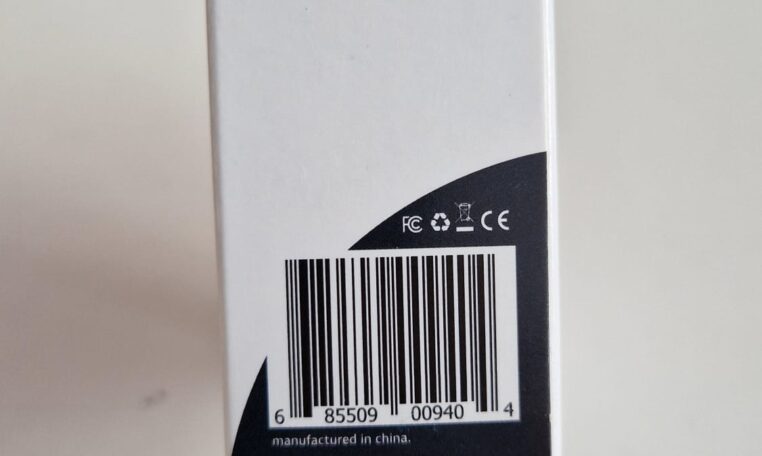 FC CE
6 85509 00940 4
manufactured in china.